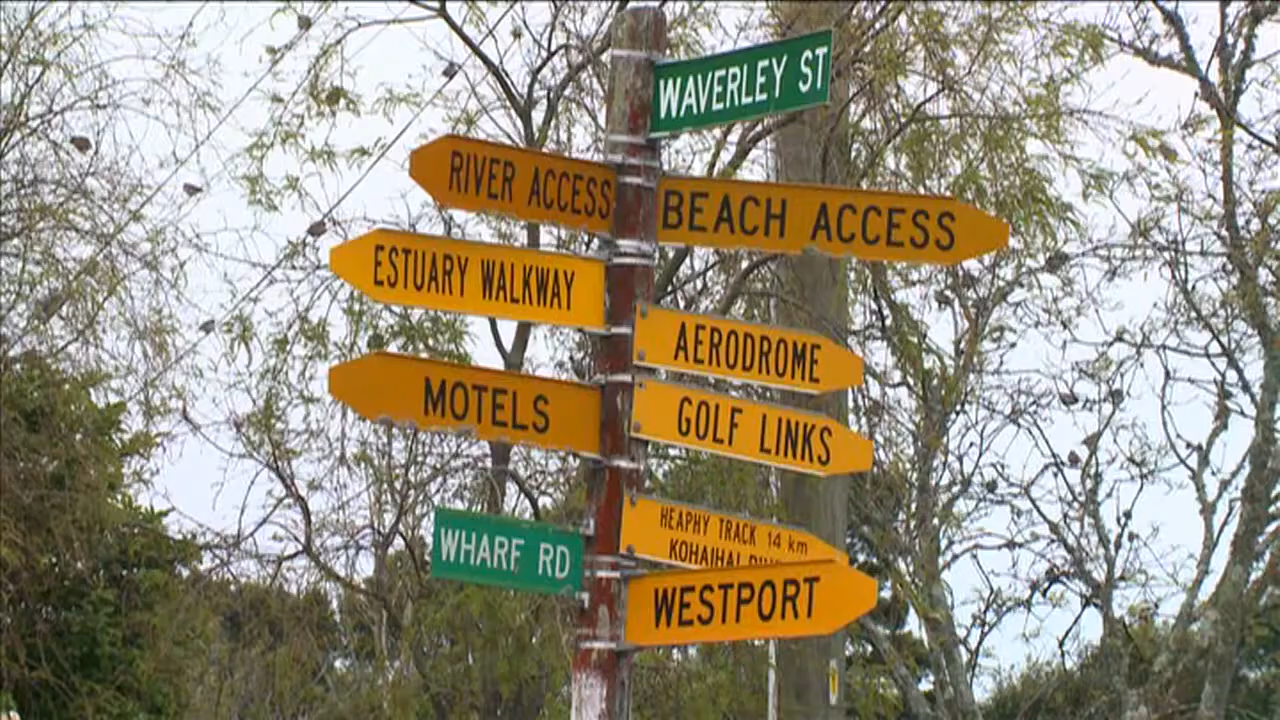 WAVERLEY ST
RIVER ACCESS
BEACH ACCESS
ESTUARY WALKWAY
AERODROME
MOTELS
GOLF LINKS
HEAPHY TRACK 14 km
KOHAIHAI
WHARF RD
WESTPORT